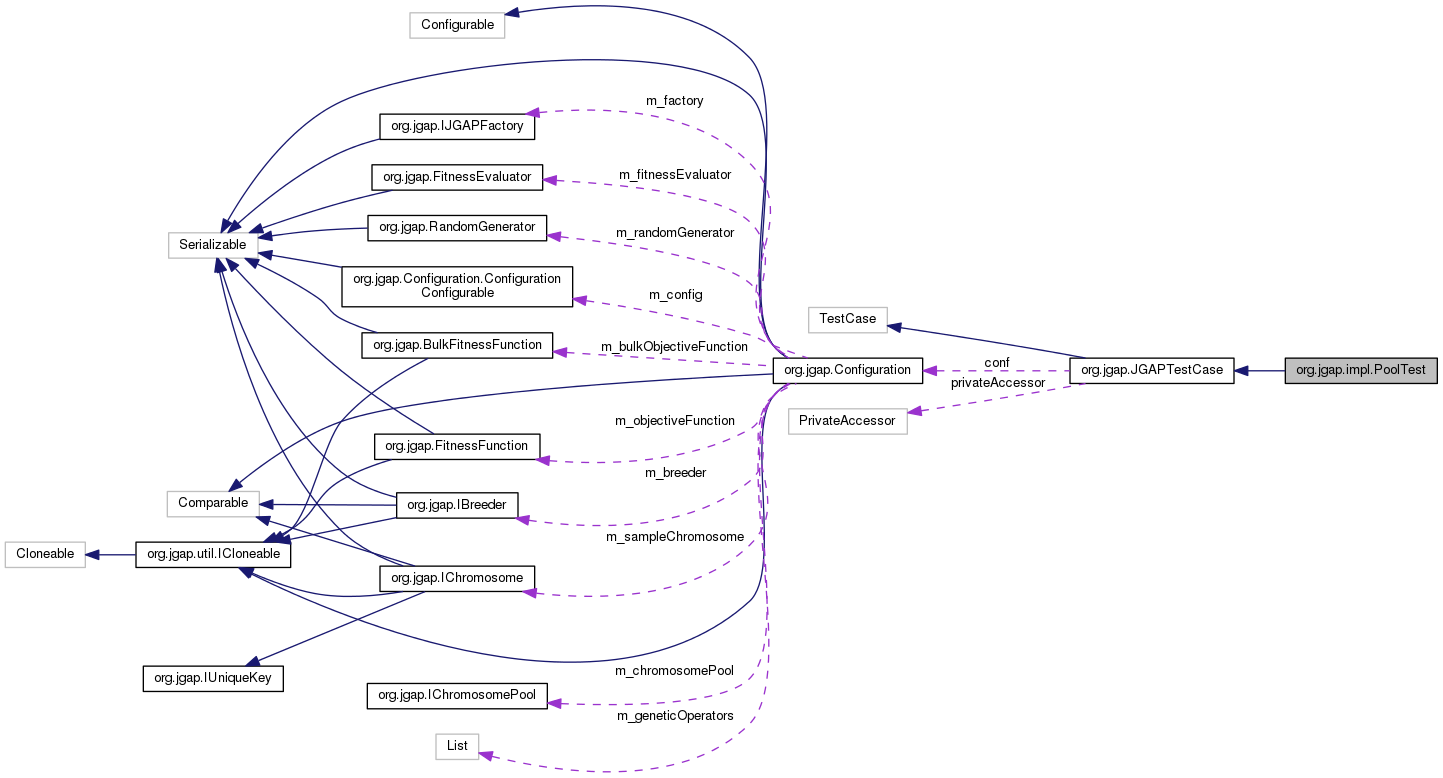 Configurable
m_factory
org.jgap.IJGAPFactory
m_fitnessEvaluator
org.jgap.FitnessEvaluator
org.jgap.RandomGenerator
m_randomGenerator
Serializable
org.jgap.Configuration.Configuration
Configurable
m_config
TestCase
org.jgap.BulkFitnessFunction
m_bulkObjectiveFunction
org.jgap.Configuration
conf
privateAccessor
org.jgap.JGAPTestCase
org.jgap.impl.PoolTest
PrivateAccessor
m_objectiveFunction
org.jgap.FitnessFunction
m_breeder
Comparable
org.jgap.IBreeder
m_sampleChromosome
Cloneable
org.jgap.util.ICloneable
org.jgap.IChromosome
org.jgap.IUniqueKey
m_chromosomePool
org.jgap.IChromosomePool
m_geneticOperators
List